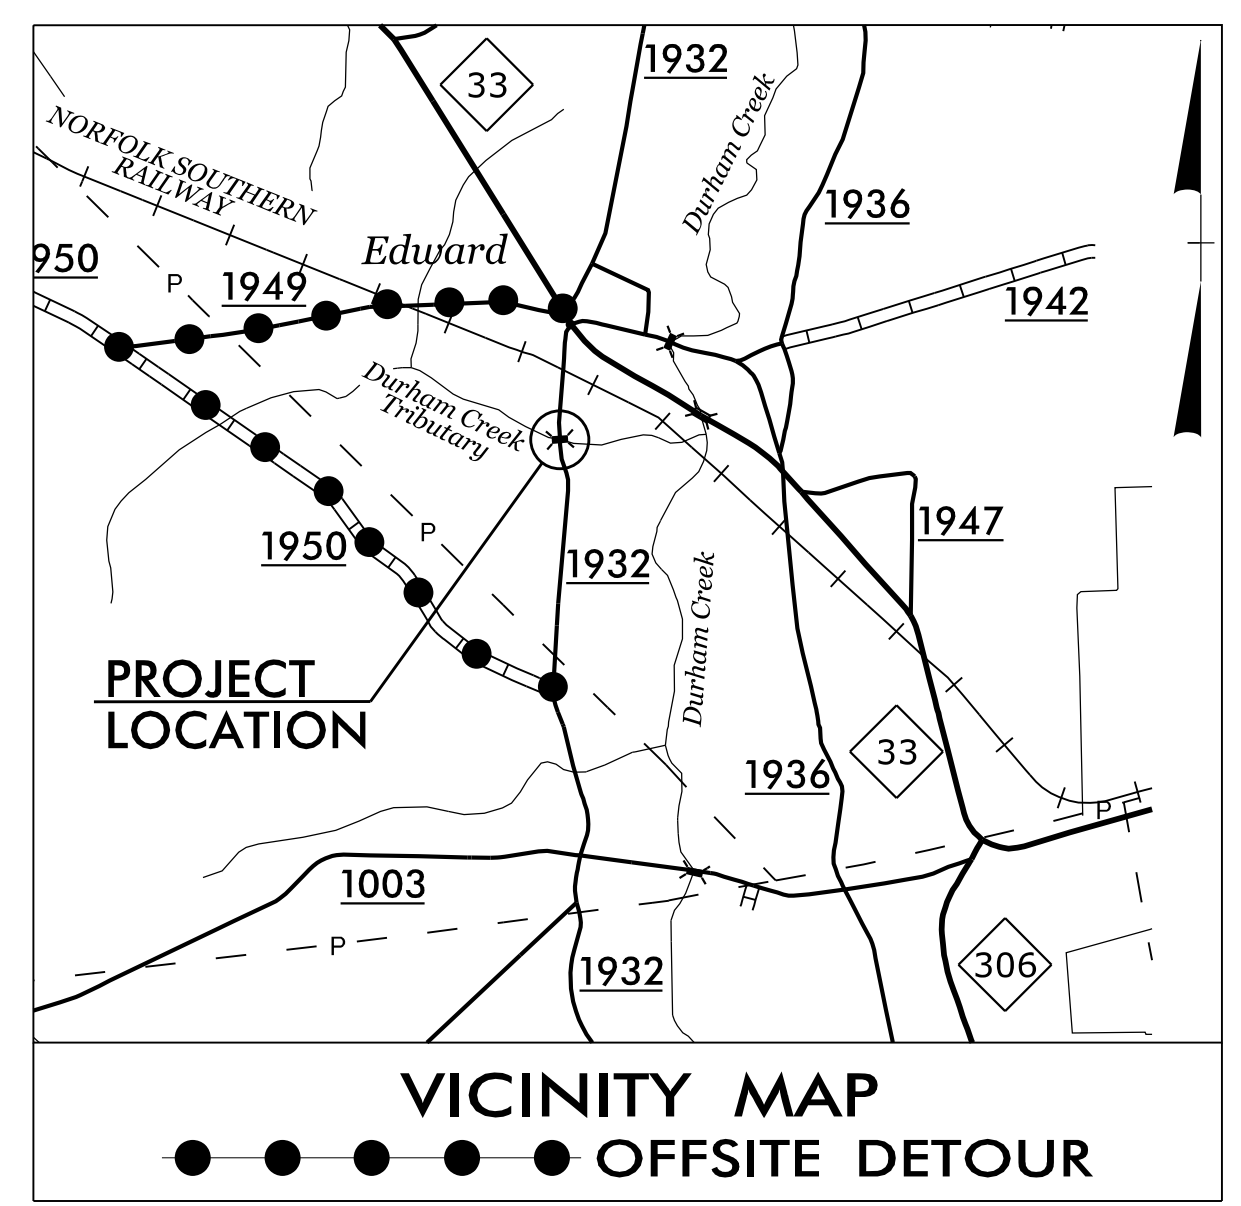 1932
33
Durham Creek
NORFOLK SOUTHERN
RAILWAY
1936
Edward
950
P
1949
1942
Durham Creek
Tributary
1947
P
1950
1932
Durham Creek
PROJECT
LOCATION
33
1936
P
1003
P
1932
306
VICINITY MAP
OFFSITE DETOUR